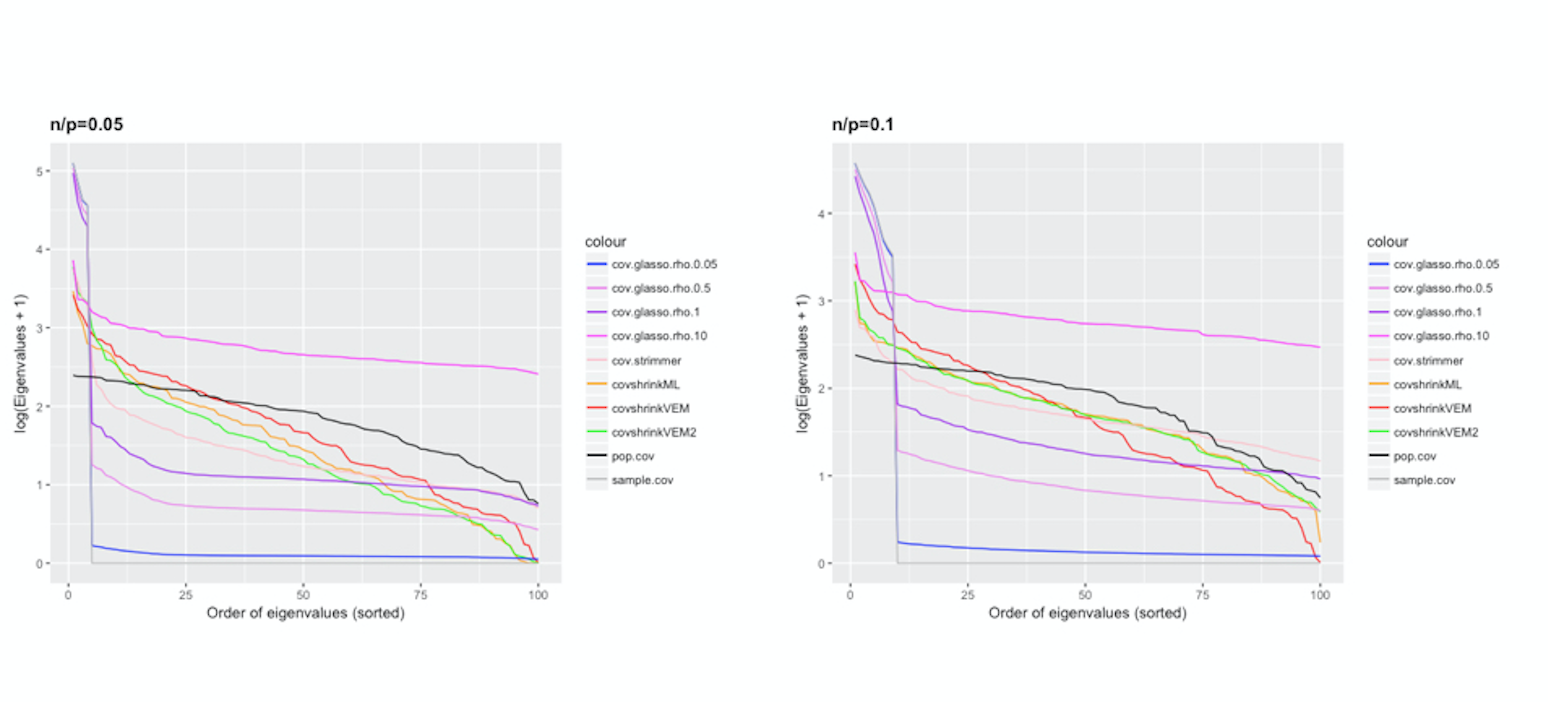 n/p=0.05
5
4
3
2
1
0
log(Eigenvalues + 1)
0 25 50 75 100
Order of eigenvalues (sorted)
colour
cov.glasso.rho.0.05
cov.glasso.rho.0.5
cov.glasso.rho.1
cov.glasso.rho.10
cov.strimmer
covshrinkML
covshrinkVEM
covshrinkVEM2
pop.cov
sample.cov
n/p=0.1
4
3
2
1
0
log(Eigenvalues + 1)
0 25 50 75 100
Order of eigenvalues (sorted)
colour
cov.glasso.rho.0.05
cov.glasso.rho.0.5
cov.glasso.rho.1
cov.glasso.rho.10
cov.strimmer
covshrinkML
covshrinkVEM
covshrinkVEM2
pop.cov
sample.cov